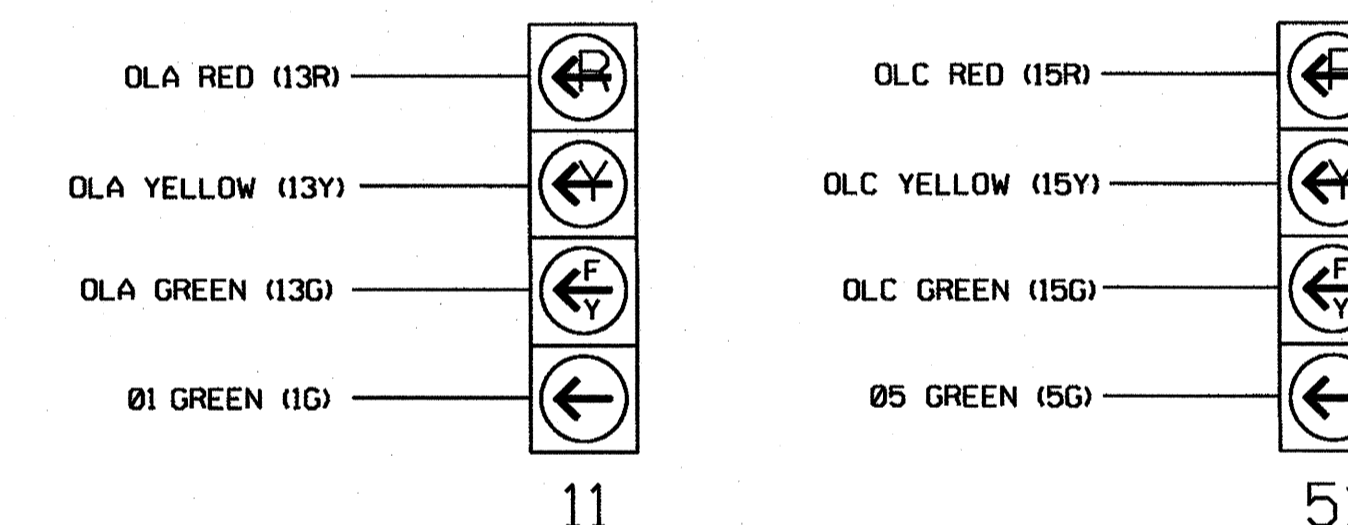 OLA RED (13R)
R
OLA YELLOW (13Y)
Y
OLA GREEN (13G)
F
Y
Ø1 GREEN (1G)
11
OLC RED (15R)
OLC YELLOW (15Y)
Y
OLC GREEN (15G)
F
Y
Ø5 GREEN (5G)